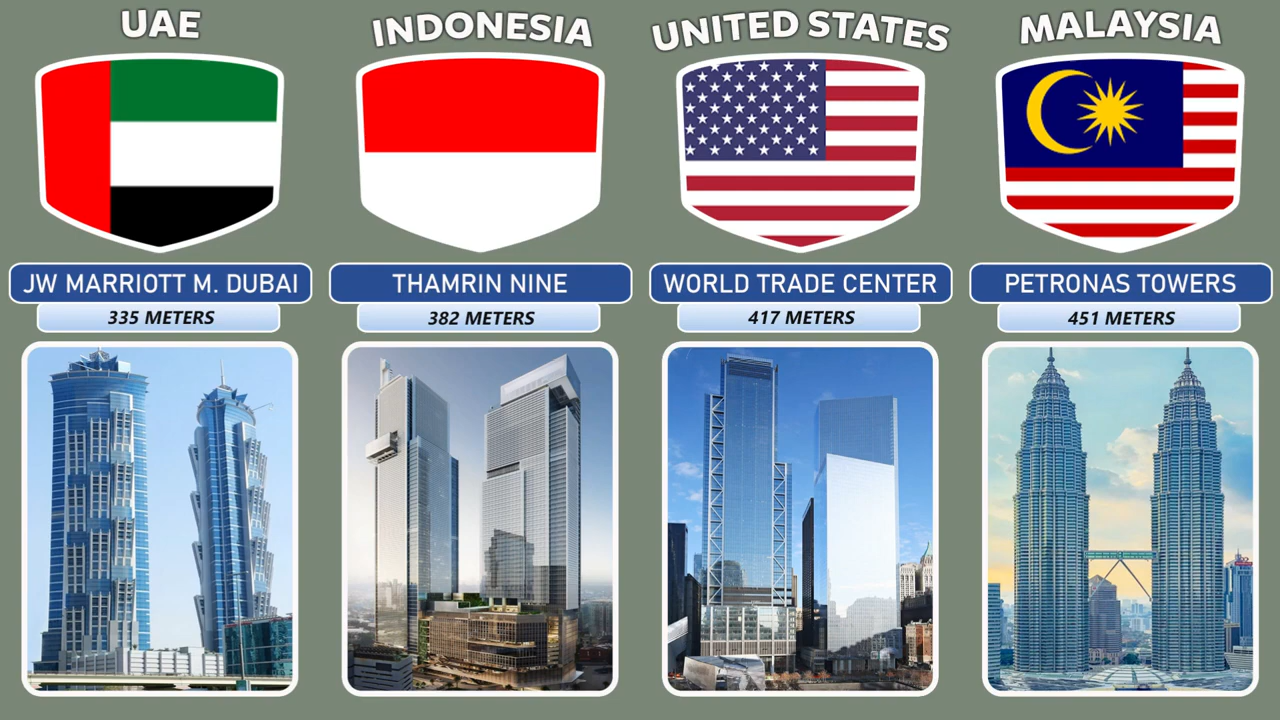 UAE
INDONESIA
UNITED STATES
MALAYSIA
JW MARRIOTT M. DUBAI
THAMRIN NINE
WORLD TRADE CENTER
PETRONAS TOWERS
335 METERS
382 METERS
417 METERS
451 METERS